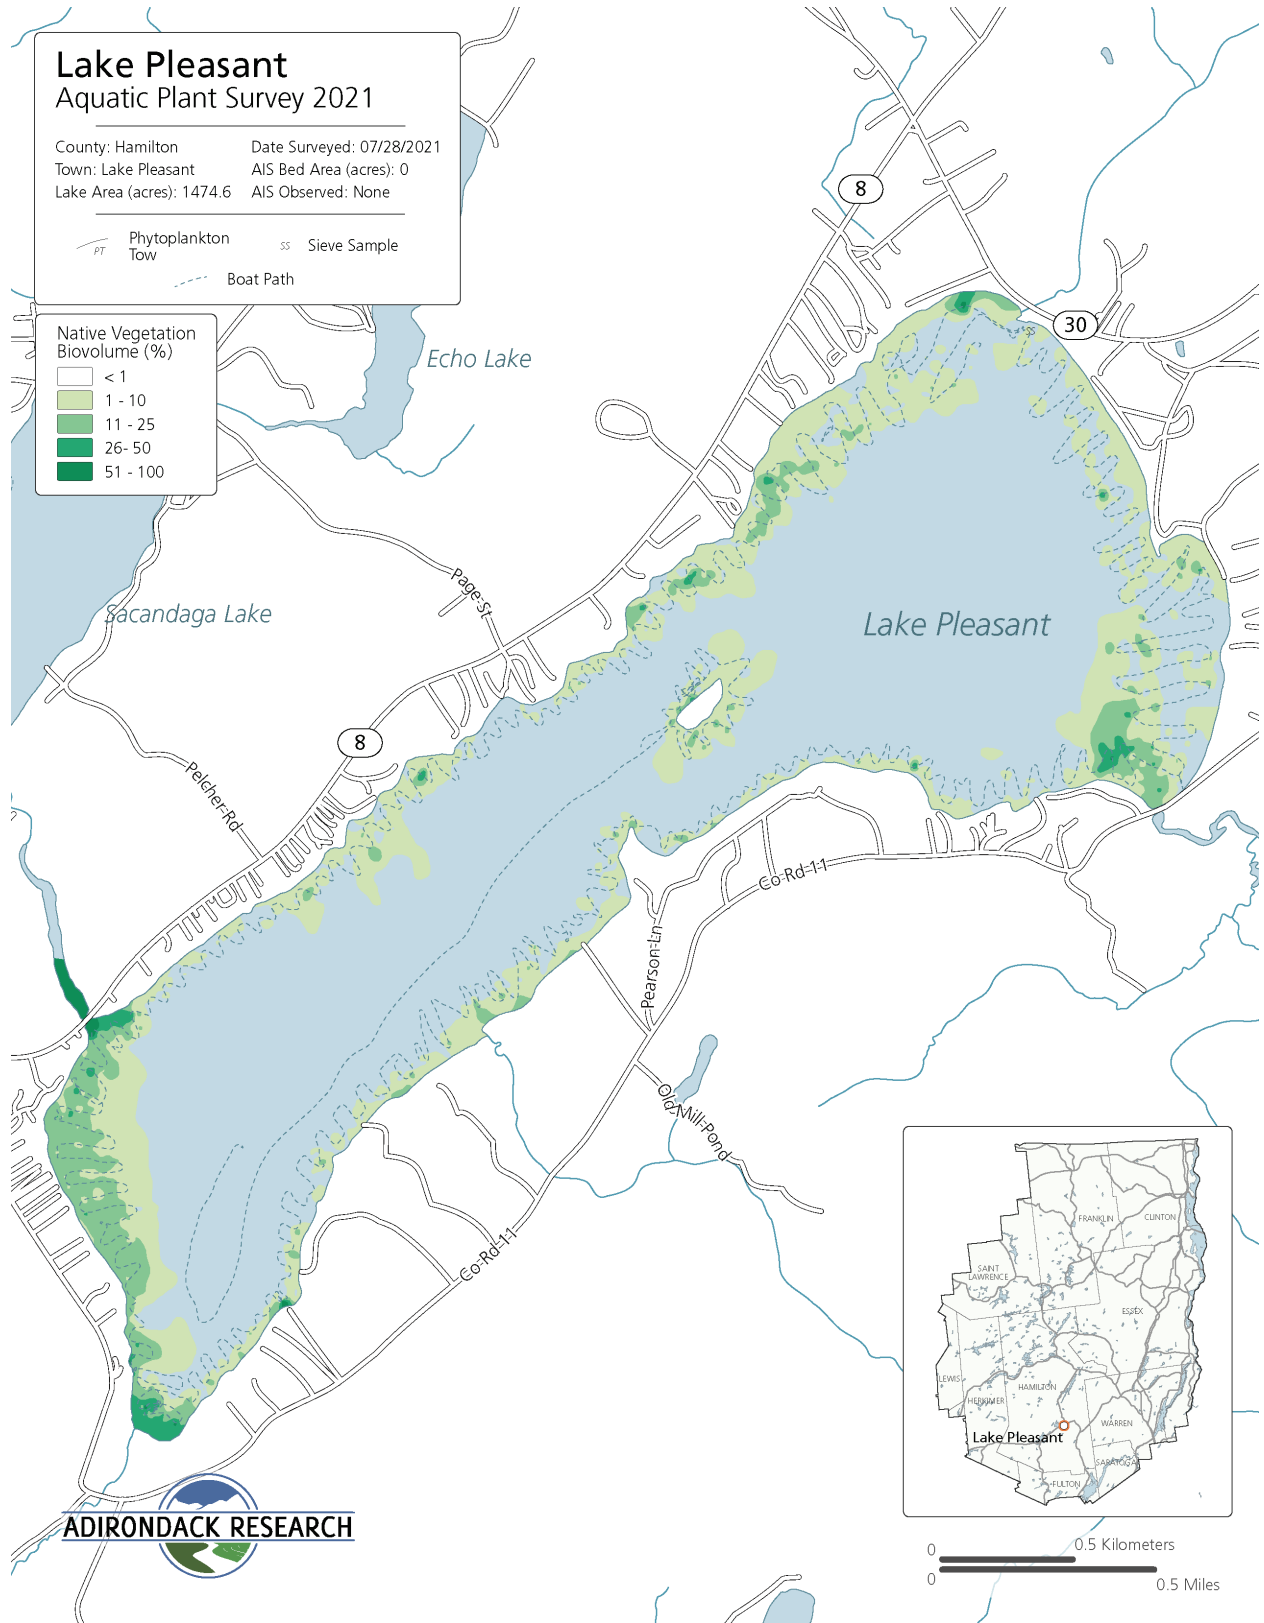 Lake Pleasant
Aquatic Plant Survey 2021
County: Hamilton
Date Surveyed: 07/28/2021
Town: Lake Pleasant
AIS Bed Area (acres): 0
Lake Area (acres): 1474.6
AIS Observed: None
PT
Phytoplankton
Tow
SS
Sieve Sample
Boat Path
Native Vegetation
Biovolume (%)
< 1
1 - 10
11 - 25
26- 50
51 - 100
8
30
Echo Lake
Sacandaga Lake
Page-St
Lake Pleasant
SS
8
Pelcher-Rd
Co-Rd-11
Pearson-Ln
Old-Mill-Pond
Co-Rd-11
FRANKLIN
CLINTON
SAINT
LAWRENCE
ESSEX
LEWIS
HAMILTON
HERKIMER
WARREN
Lake Pleasant
SARATOGA
FULTON
ADIRONDACK RESEARCH
0
0.5 Kilometers
0
0.5 Miles